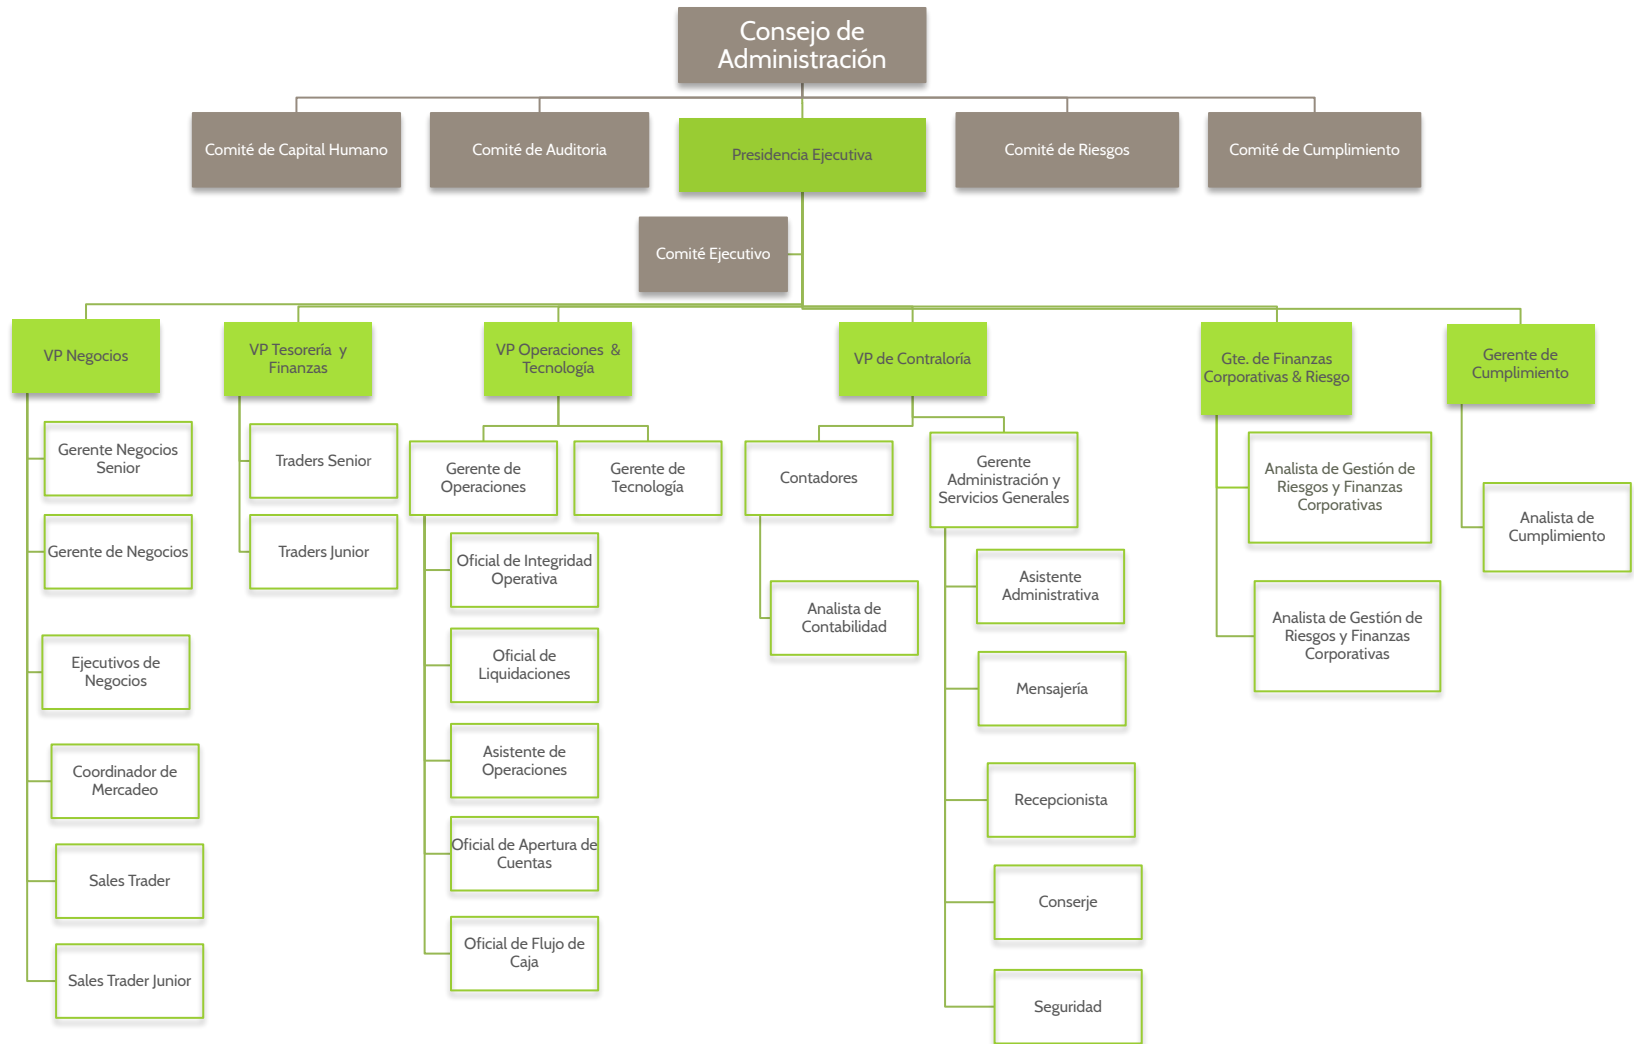 Consejo de
Administración
Comité de Capital Humano
Comité de Auditoria
Presidencia Ejecutiva
Comité de Riesgos
Comité de Cumplimiento
Comité Ejecutivo
VP Negocios
Gerente Negocios
Senior
Gerente de Negocios
Ejecutivos de
Negocios
Coordinador de
Mercadeo
Sales Trader
Sales Trader Junior
VP Tesorería y
Finanzas
Traders Senior
Traders Junior
VP Operaciones &
Tecnología
Gerente de
Operaciones
Gerente de
Tecnología
Oficial de Integridad
Operativa
Oficial de
Liquidaciones
Asistente de
Operaciones
Oficial de Apertura de
Cuentas
Oficial de Flujo de
Caja
VP de Contraloría
Contadores
Analista de
Contabilidad
Gerente
Administración y
Servicios Generales
Asistente
Administrativa
Mensajería
Recepcionista
Conserje
Seguridad
Gte. de Finanzas
Corporativas & Riesgo
Analista de Gestión de
Riesgos y Finanzas
Corporativas
Analista de Gestión de
Riesgos y Finanzas
Corporativas
Gerente de
Cumplimiento
Analista de
Cumplimiento